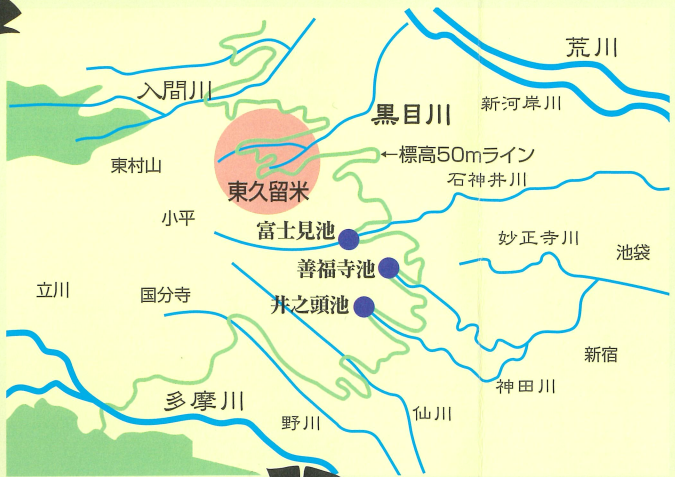 荒川
入間川
新河岸川
黒目川
←標高50mライン
東村山
石神井川
東久留米
小平
富士見池
妙正寺川
池袋
善福寺池
立川
国分寺
井之頭池
新宿
神田川
多摩川
仙川
野川